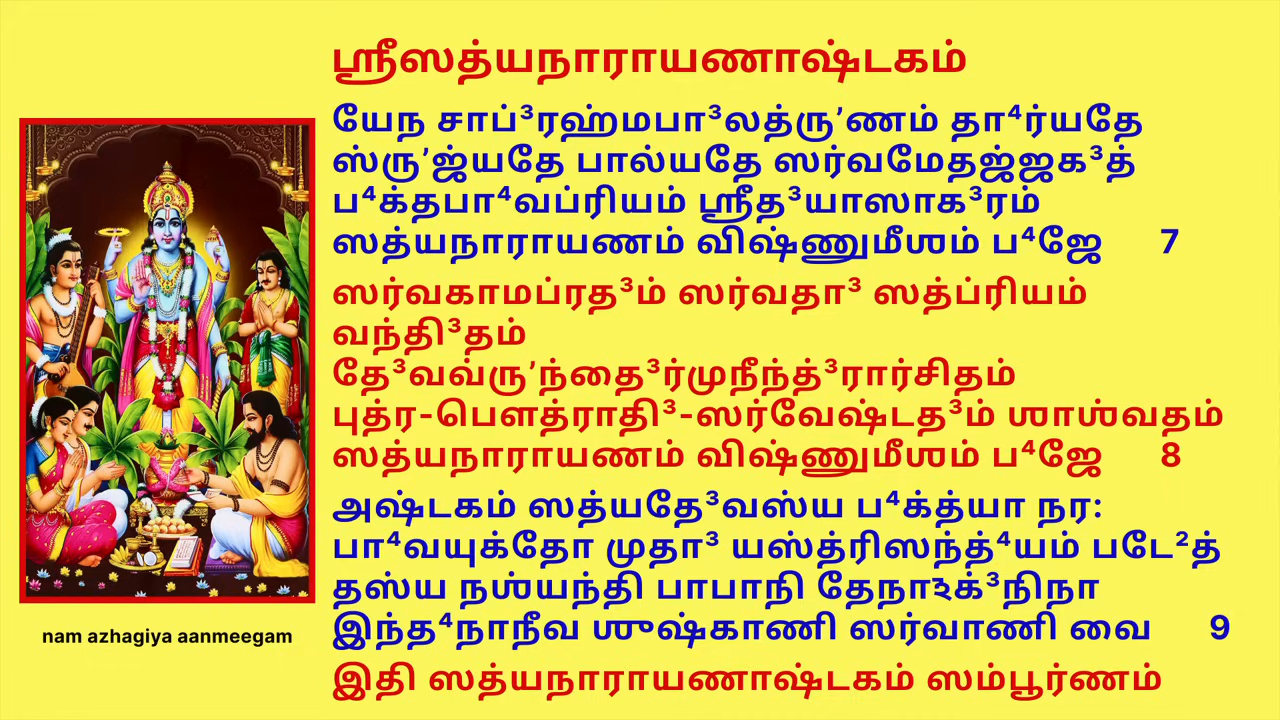 ஸ்ரீஸத்யநாராயணாஷ்டகம்
யேந சாப்³ரஹ்மபா³லத்ரு’ணம் தா⁴ர்யதே
ஸ்ரு’ஜ்யதே பால்யதே ஸர்வமேதஜ்ஜக³த்
ப⁴க்தபா⁴வப்ரியம் ஸ்ரீத³யாஸாக³ரம்
ஸத்யநாராயணம் விஷ்ணுமீஶம் ப⁴ஜே 7
ஸர்வகாமப்ரத³ம் ஸர்வதா³ ஸத்ப்ரியம்
வந்தி³தம்
தே³வவ்ரு’ந்தை³ர்முநீந்த்³ரார்சிதம்
புத்ர-பௌத்ராதி³-ஸர்வேஷ்டத³ம் ஶாஶ்வதம்
ஸத்யநாராயணம் விஷ்ணுமீஶம் ப⁴ஜே 8
அஷ்டகம் ஸத்யதே³வஸ்ய ப⁴க்த்யா நர:
பா⁴வயுக்தோ முதா³ யஸ்த்ரிஸந்த்⁴யம் படே²த்
தஸ்ய நஶ்யந்தி பாபாநி தேநாঽக்³நிநா
இந்த⁴நாநீவ ஶுஷ்காணி ஸர்வாணி வை 9
இதி ஸத்யநாராயணாஷ்டகம் ஸம்பூர்ணம்
nam azhagiya aanmeegam